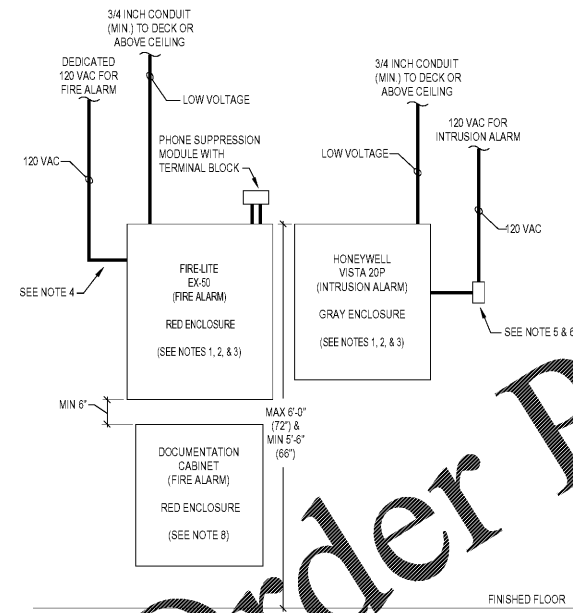 3/4 INCH CONDUIT
(MIN.) TO DECK OR
ABOVE CEILING
DEDICATED
120 VAC FOR
FIRE ALARM
LOW VOLTAGE
120 VAC
PHONE SUPPRESSION
MODULE WITH
TERMINAL BLOCK
3/4 INCH CONDUIT
(MIN.) TO DECK OR
ABOVE CEILING
120 VAC FOR
INTRUSION ALARM
LOW VOLTAGE
120 VAC
SEE NOTE 4
FIRE-LITE
EX-50
(FIRE ALARM)
RED ENCLOSURE
(SEE NOTES 1, 2, & 3)
HONEYWELL
VISTA 20P
(INTRUSION ALARM)
GRAY ENCLOSURE
(SEE NOTES 1, 2, & 3)
SEE NOTE 5 & 6
MIN 6"
MAX 6'-0"
(72") &
MIN 5'-6"
(66")
DOCUMENTATION
CABINET
(FIRE ALARM)
RED ENCLOSURE
(SEE NOTE 8)
FINISHED FLOOR
Order